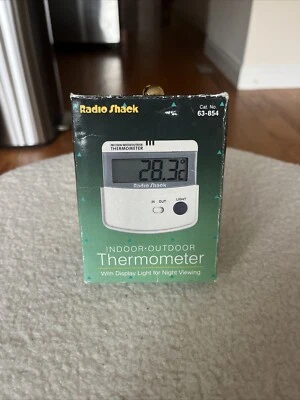 Radio Shack
Cat. No.
63-854
INDOOR/OUTDOOR
THERMOMETER
28.3°C
Radio Shack
IN OUT
LIGHT
INDOOR•OUTDOOR
Thermometer
With Display Light for Night Viewing